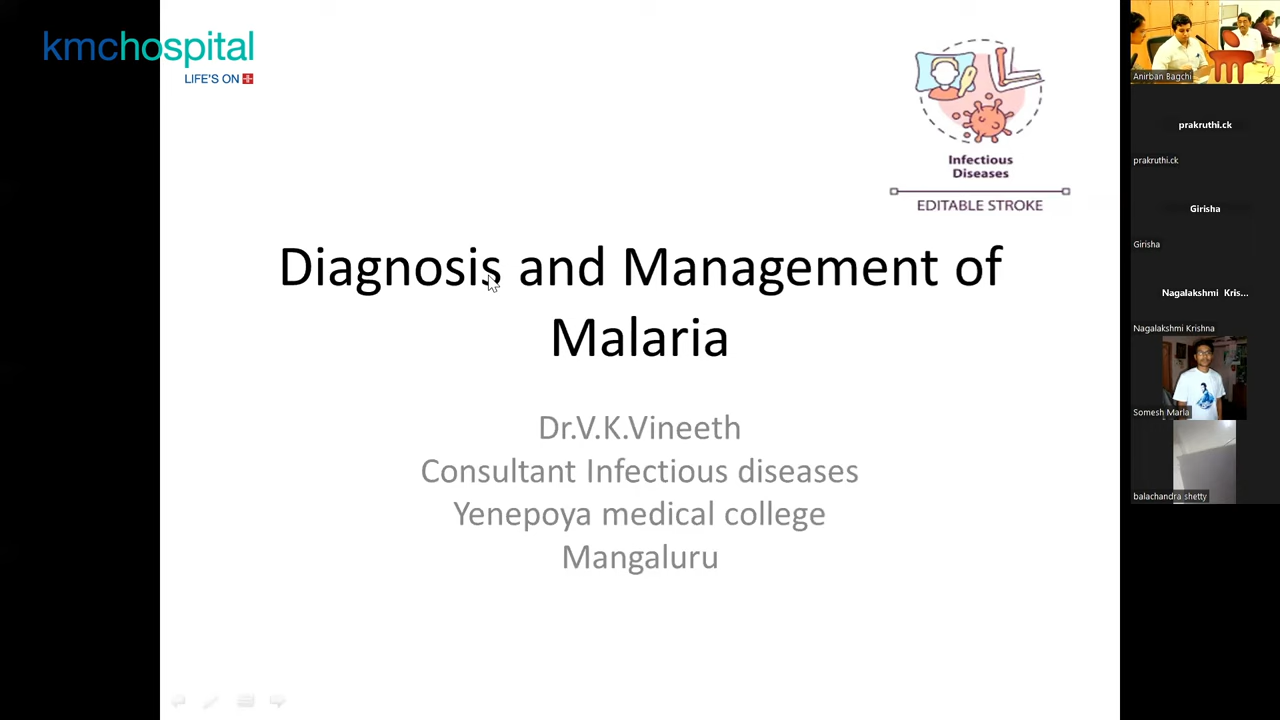 kmchospital
LIFE'S ON
Infectious
Diseases
EDITABLE STROKE
Diagnosis and Management of
Malaria
Dr.V.K.Vineeth
Consultant Infectious diseases
Yenepoya medical college
Mangaluru
Anirban Bagchi
prakruthi.ck
prakruthi.ck
Girisha
Girisha
Nagalakshmi Kris...
Nagalakshmi Krishna
Somesh Marla
balachandra shetty